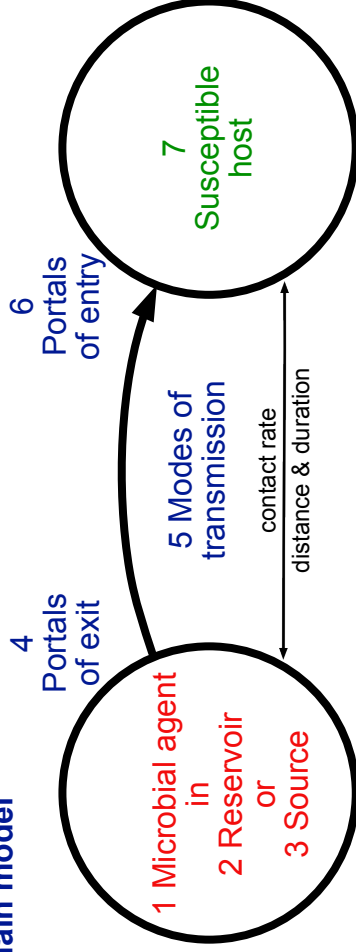 model
4
Portals
of exit
6
Portals
of entry
1 Microbial agent
in
2 Reservoir
or
3 Source
5 Modes of
transmission
contact rate
distance & duration
7
Susceptible
host